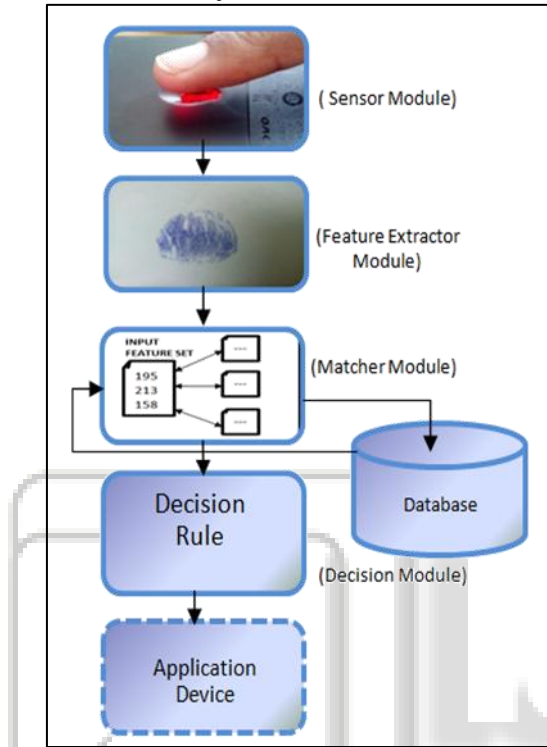 ( Sensor Module)
(Feature Extractor
Module)
INPUT
FEATURE SET
195
213
158
---
---
---
(Matcher Module)
Decision
Rule
Database
(Decision Module)
Application
Device